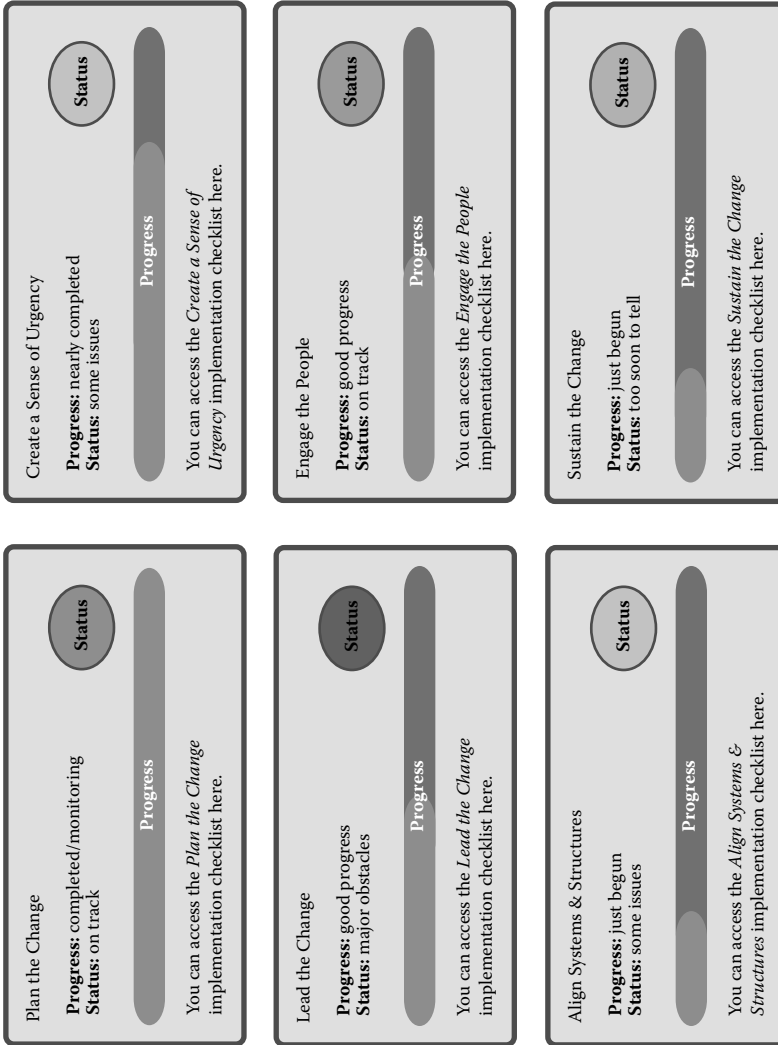 Plan the Change
Progress: completed/monitoring
Status: on track
Status
Progress
You can access the Plan the Change
implementation checklist here.
Create a Sense of Urgency
Progress: nearly completed
Status: some issues
Status
Progress
You can access the Create a Sense of
Urgency implementation checklist here.
Lead the Change
Progress: good progress
Status: major obstacles
Status
Progress
You can access the Lead the Change
implementation checklist here.
Engage the People
Progress: good progress
Status: on track
Status
Progress
You can access the Engage the People
implementation checklist here.
Align Systems & Structures
Progress: just begun
Status: some issues
Status
Progress
You can access the Align Systems &
Structures implementation checklist here.
Sustain the Change
Progress: just begun
Status: too soon to tell
Status
Progress
You can access the Sustain the Change
implementation checklist here.